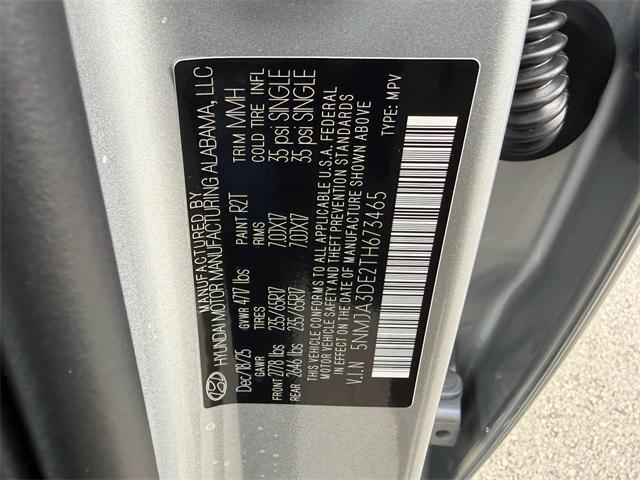 MANUFACTURED BY
HYUNDAI MOTOR MANUFACTURING ALABAMA, LLC
Dec/18/25 GVWR 4717 lbs PAINT R2T TRIM MMH
GAWR RIMS COLD TIRE INFL
FRONT 2778 lbs 235/65R17 7.0JX17 35 psi SINGLE
REAR 2646 lbs 235/65R17 7.0JX17 35 psi SINGLE
THIS VEHICLE CONFORMS TO ALL APPLICABLE U.S.A. FEDERAL
MOTOR VEHICLE SAFETY AND THEFT PREVENTION STANDARDS
IN EFFECT ON THE DATE OF MANUFACTURE SHOWN ABOVE
V.I.N 5NMJA3DE2TH673465 TYPE: MPV